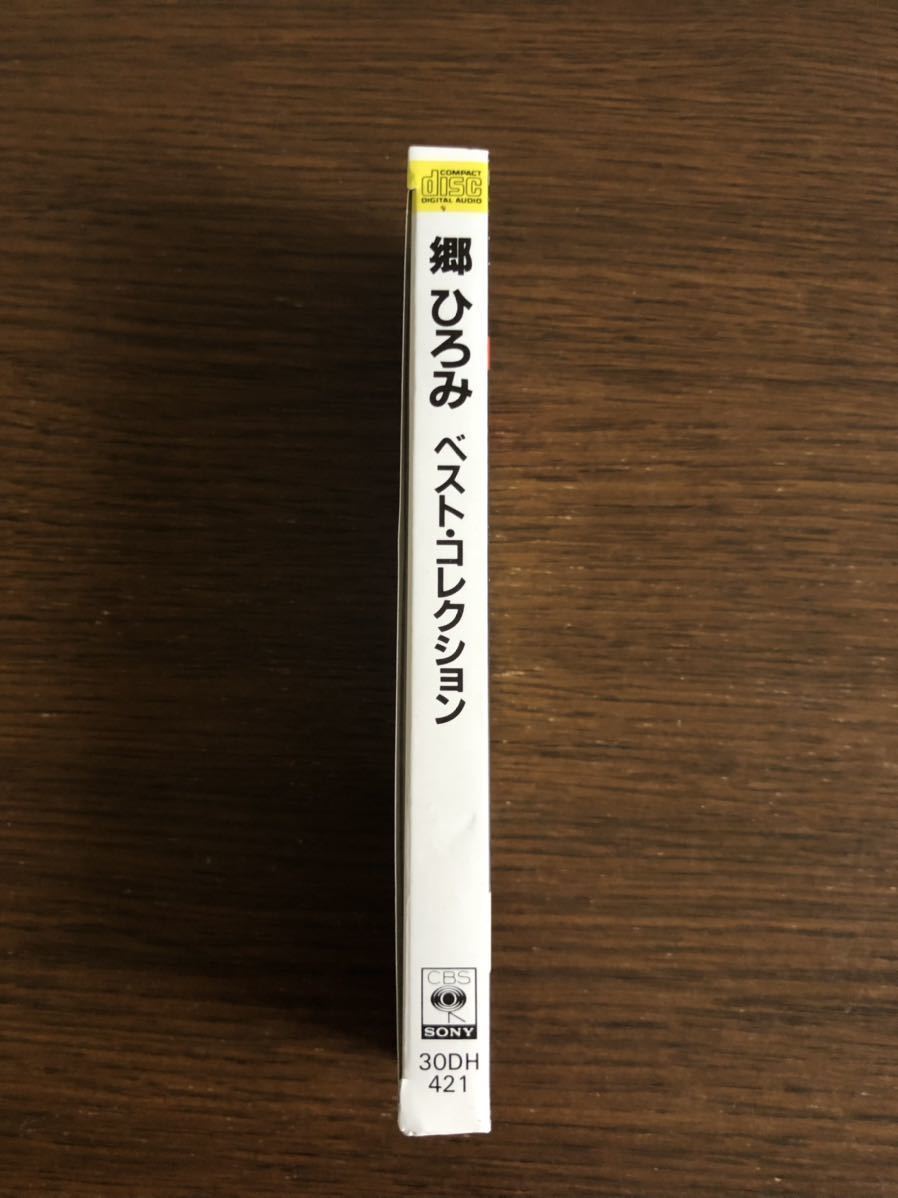 COMPACT
disc
DIGITAL AUDIO
郷 ひろみ ベスト・コレクション
CBS
SONY
30DH
421